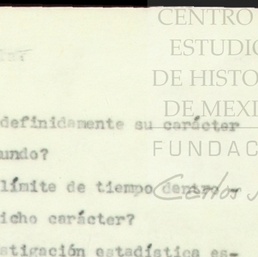 CENTRO
ESTUDIO
DE HISTO
DE MEXI
FUNDAC
definidamente su carácter
undo?
límite de tiempo dentro -
Carlos
icho carácter?
stigación estadística es-